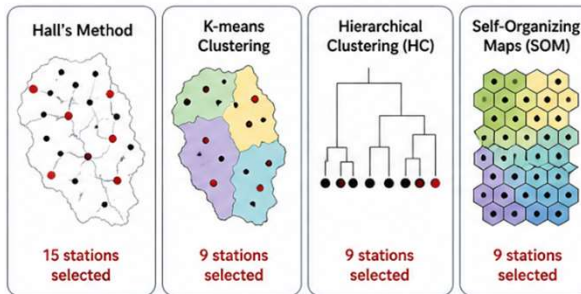 Hall's Method
15 stations
selected
K-means
Clustering
9 stations
selected
Hierarchical
Clustering (HC)
9 stations
selected
Self-Organizing
Maps (SOM)
9 stations
selected